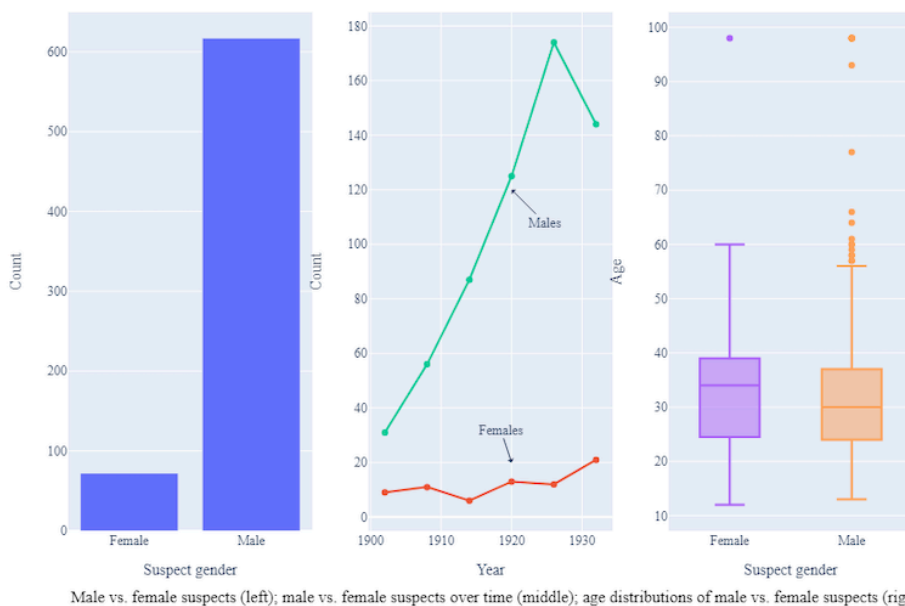 600
500
400
300
200
100
0
Count
Female
Male
Suspect gender
180
160
140
120
100
80
60
40
20
0
Count
Males
Females
1900
1910
1920
1930
Year
100
90
80
70
60
50
40
30
20
10
Age
Female
Male
Suspect gender
Male vs. female suspects (left); male vs. female suspects over time (middle); age distributions of male vs. female suspects (rig